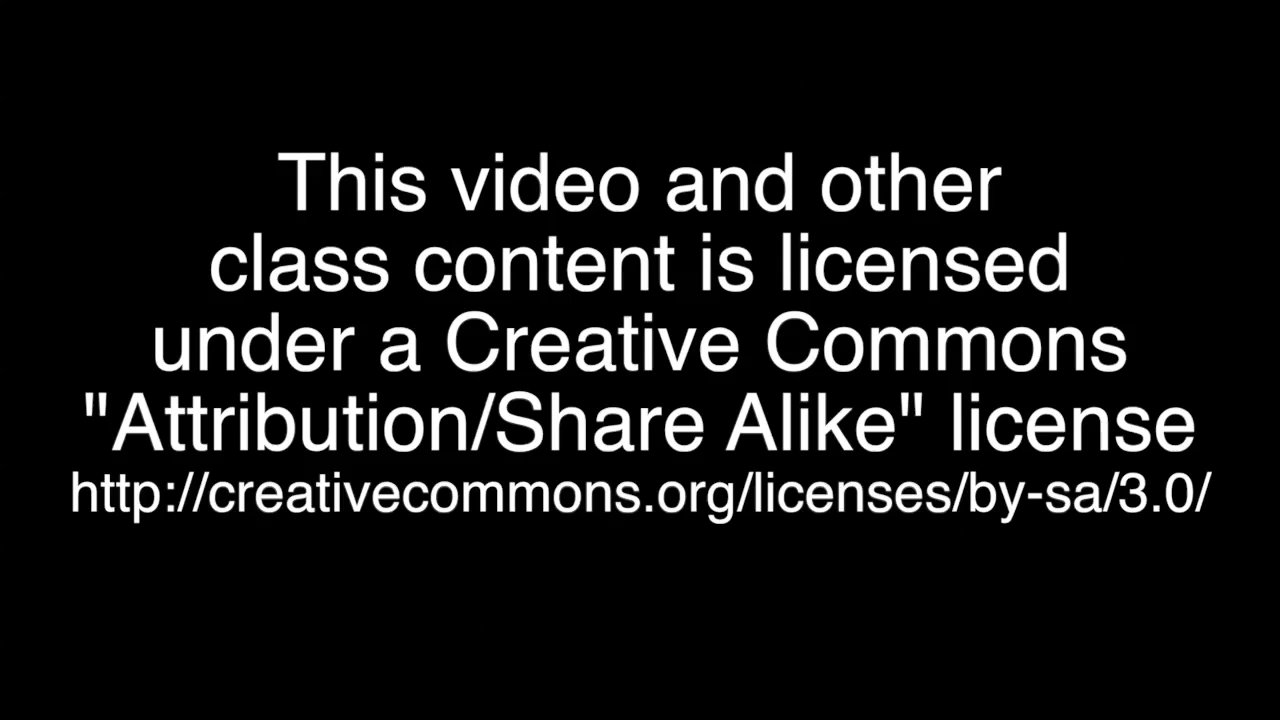 This video and other
class content is licensed
under a Creative Commons
"Attribution/Share Alike" license
http://creativecommons.org/licenses/by-sa/3.0/